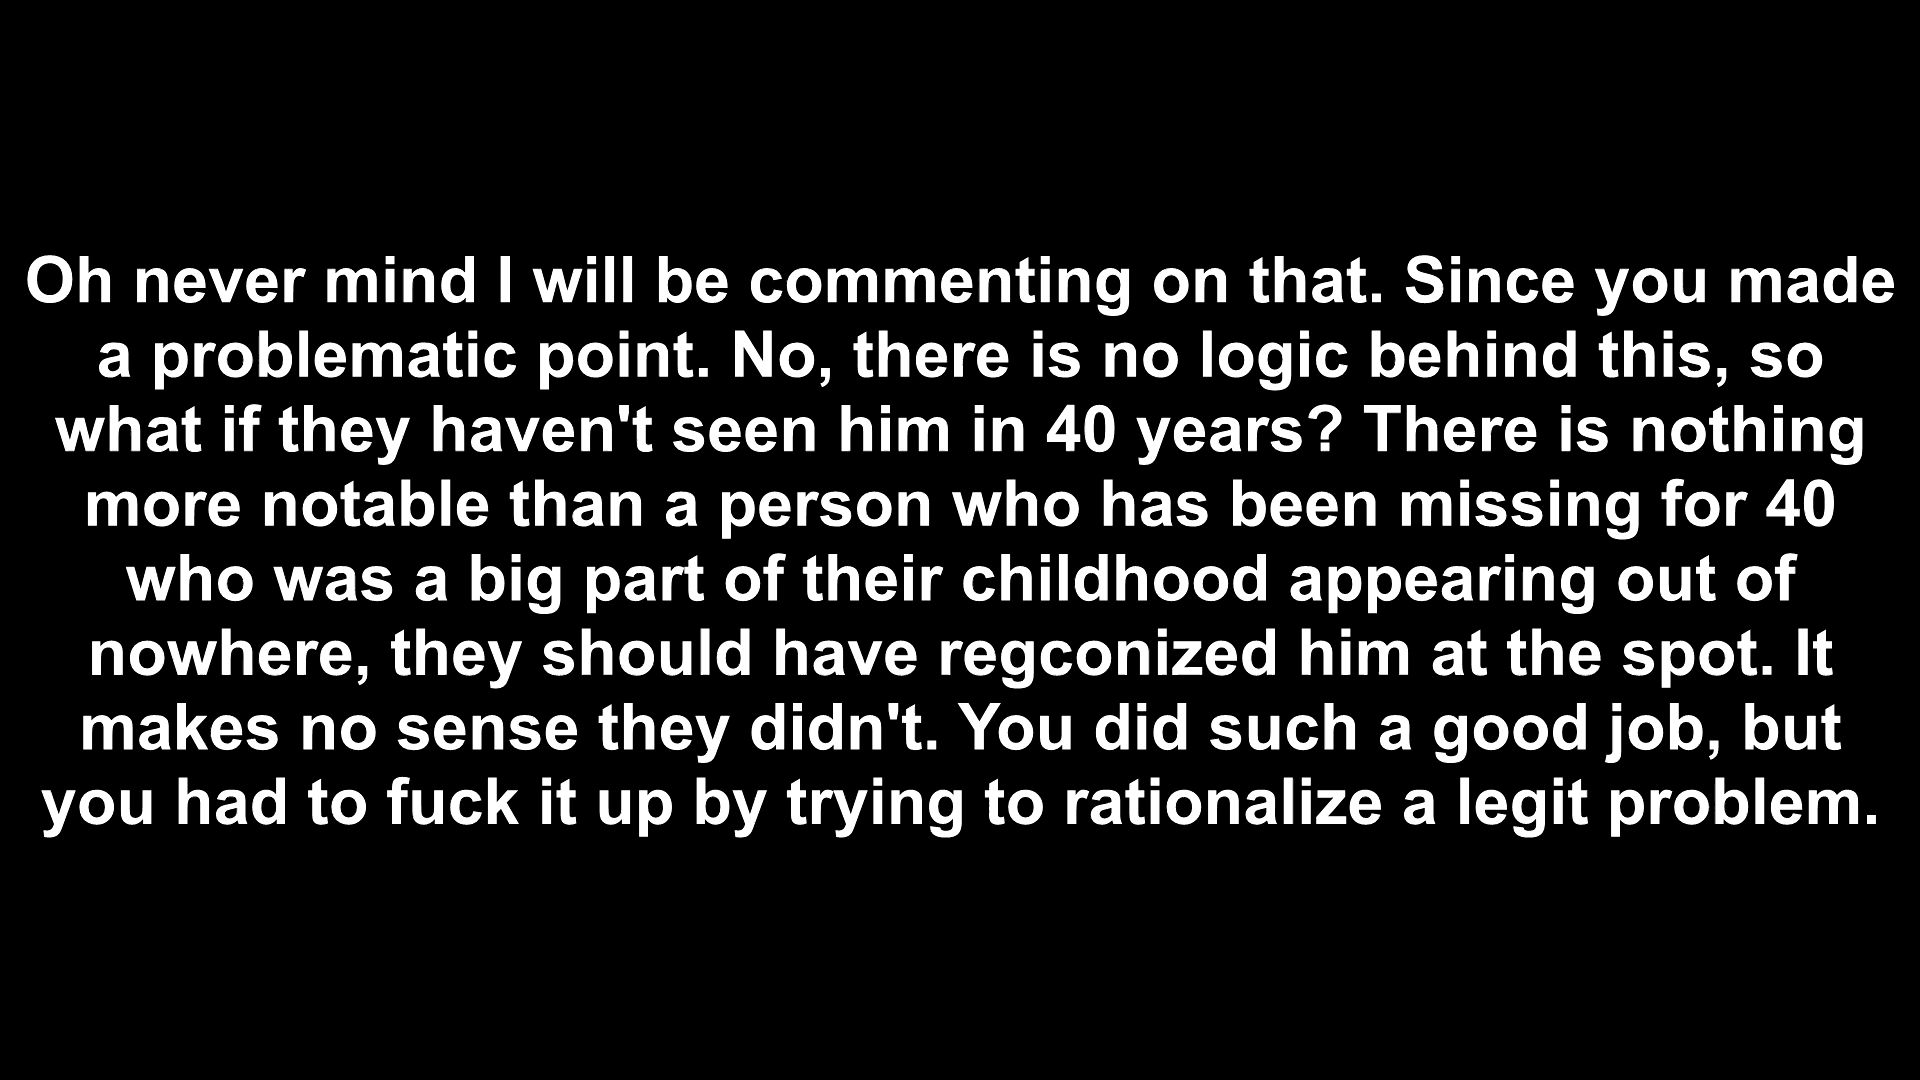 Oh never mind I will be commenting on that. Since you made
a problematic point. No, there is no logic behind this, so
what if they haven't seen him in 40 years? There is nothing
more notable than a person who has been missing for 40
who was a big part of their childhood appearing out of
nowhere, they should have regconized him at the spot. It
makes no sense they didn't. You did such a good job, but
you had to fuck it up by trying to rationalize a legit problem.